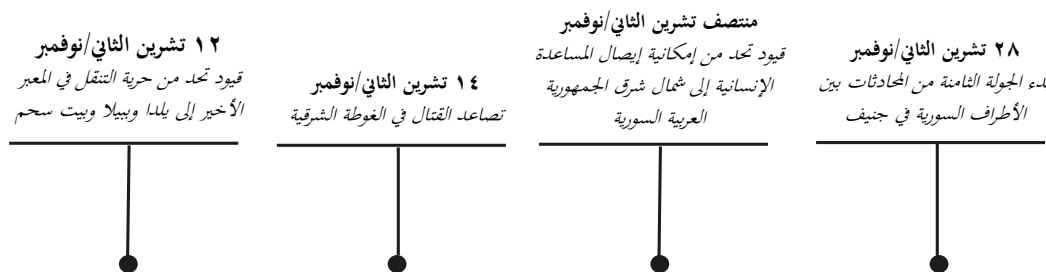 ١٢ تشرين الثاني/نوفمبر
قيود تحد من حرية التنقل في المعبر
الأخير إلى يلدا وببيلا وبيت سحم
١٤ تشرين الثاني/نوفمبر
تصاعد القتال في الغوطة الشرقية
منتصف تشرين الثاني/نوفمبر
قيود تحد من إمكانية إيصال المساعدة
الإنسانية إلى شمال شرق الجمهورية
العربية السورية
٢٨ تشرين الثاني/نوفمبر
الجولة الثامنة من المحادثات بين
الأطراف السورية في جنيف